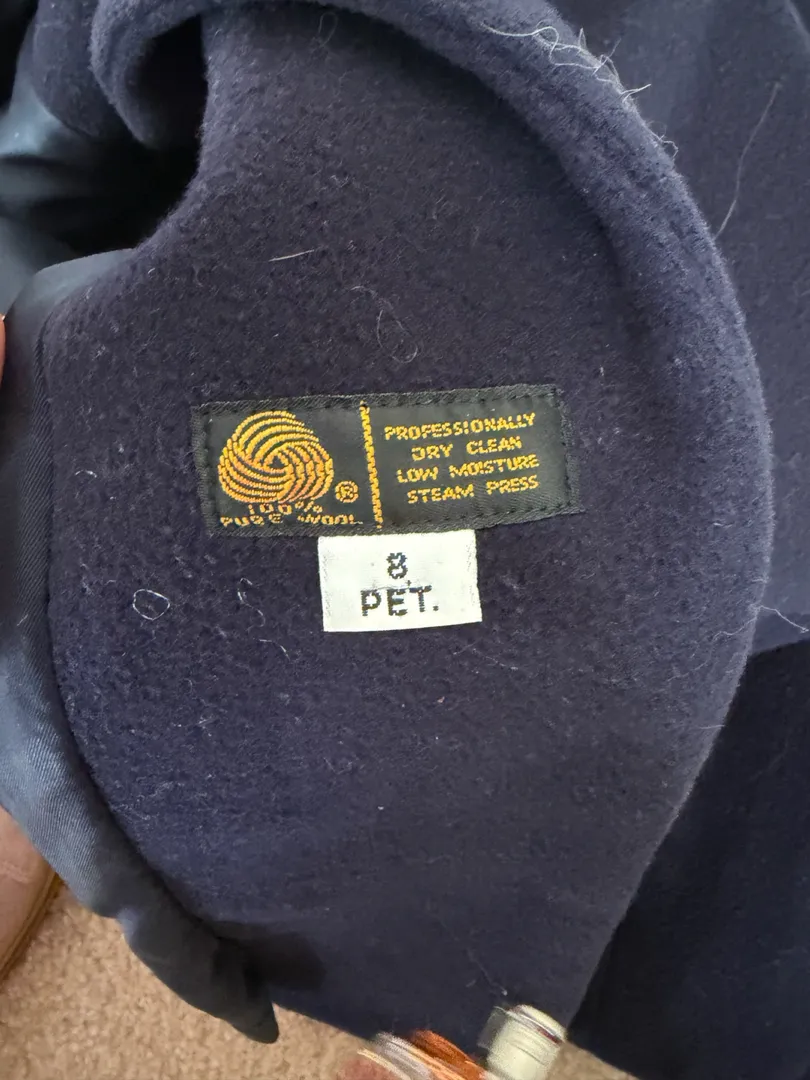 ®
100%
PURE WOOL
PROFESSIONALLY
DRY CLEAN
LOW MOISTURE
STEAM PRESS
8
PET.